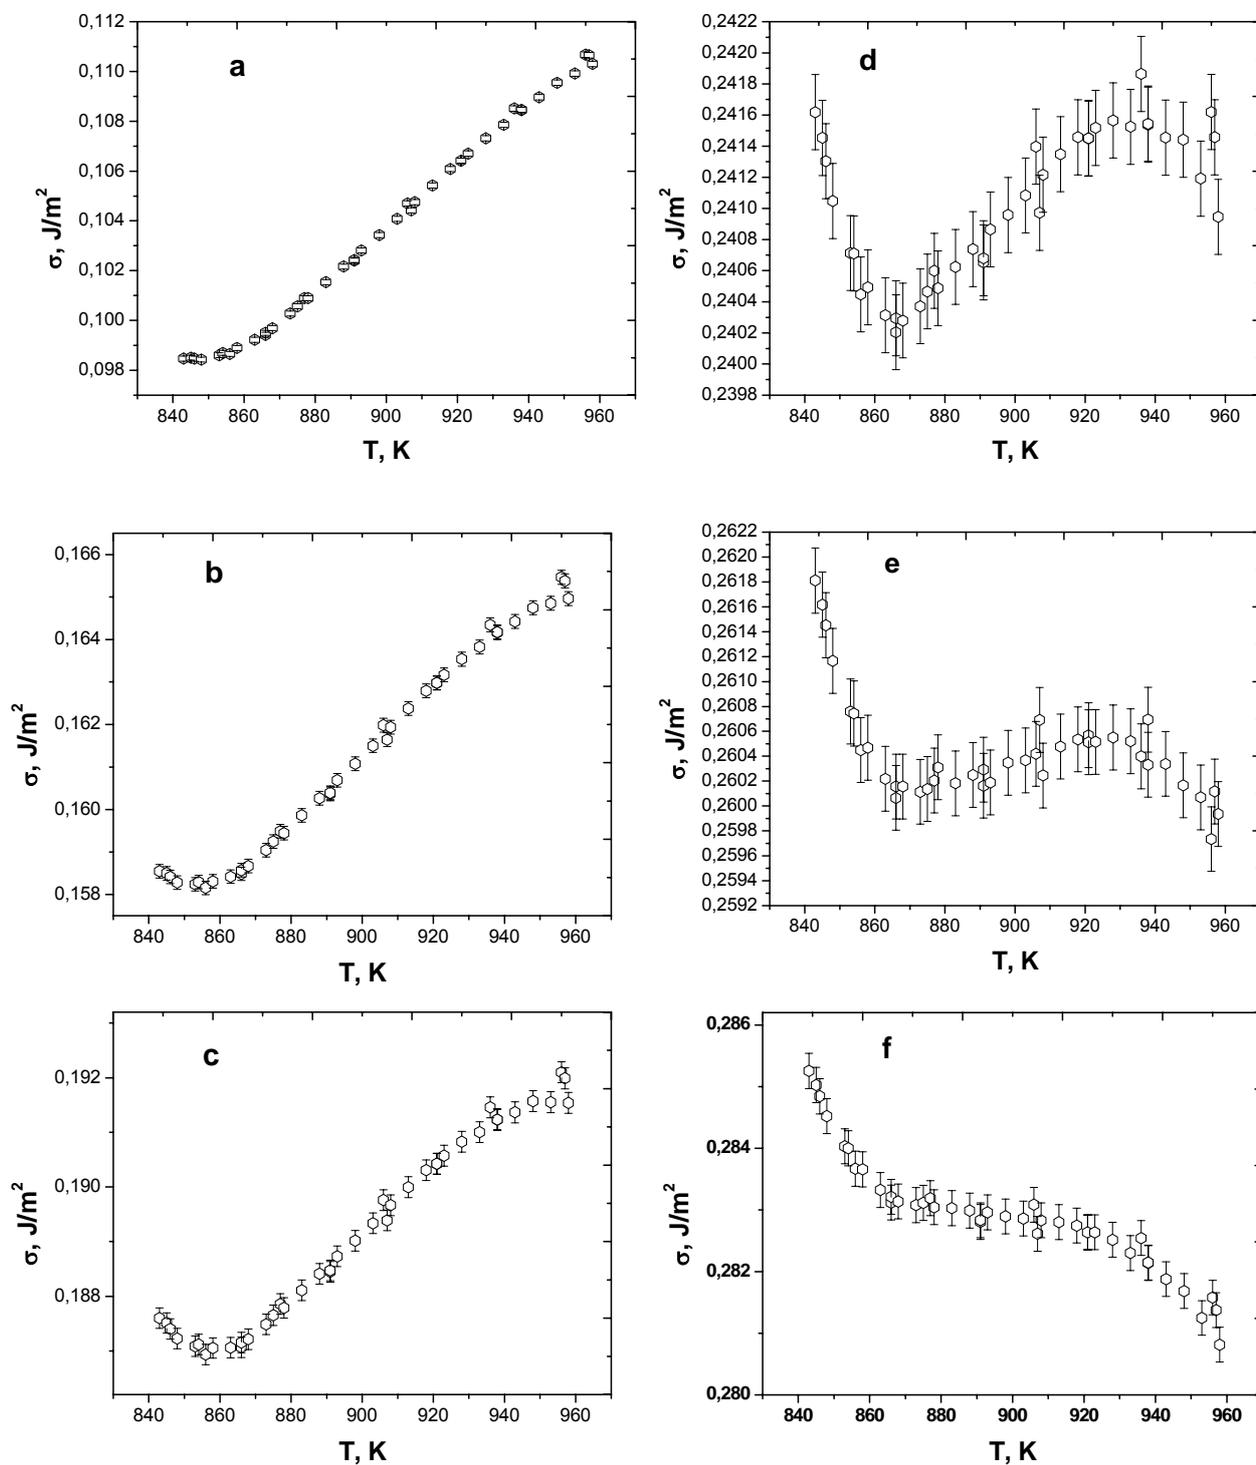 a
0,112
0,110
0,108
0,106
0,104
0,102
0,100
0,098
σ, J/m²
840 860 880 900 920 940 960
T, K
d
0,2422
0,2420
0,2418
0,2416
0,2414
0,2412
0,2410
0,2408
0,2406
0,2404
0,2402
0,2400
0,2398
σ, J/m²
840 860 880 900 920 940 960
T, K
b
0,166
0,164
0,162
0,160
0,158
σ, J/m²
840 860 880 900 920 940 960
T, K
e
0,2622
0,2620
0,2618
0,2616
0,2614
0,2612
0,2610
0,2608
0,2606
0,2604
0,2602
0,2600
0,2598
0,2596
0,2594
0,2592
σ, J/m²
840 860 880 900 920 940 960
T, K
c
0,192
0,190
0,188
σ, J/m²
840 860 880 900 920 940 960
T, K
f
0,286
0,284
0,282
0,280
σ, J/m²
840 860 880 900 920 940 960
T, K